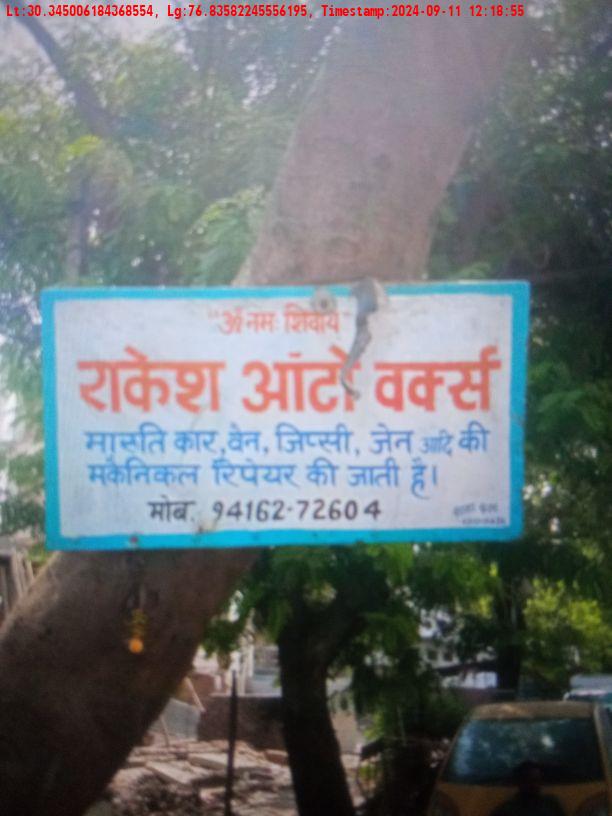 Lt:30.345006184368554, Lg:76.83582245556195, Timestamp:2024-09-11 12:18:55
"ॐ नमः शिवाय"
राकेश ऑटो वर्क्स
मारूति कार, वेन, जिप्सी, जेन आदि की
मकेनिकल रिपेयर की जाती है।
मोब. 94162-72604